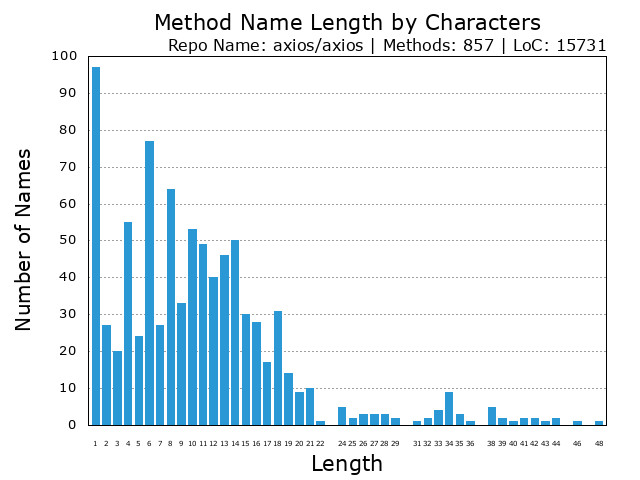 Method Name Length by Characters
Repo Name: axios/axios | Methods: 857 | LoC: 15731
Number of Names
100
90
80
70
60
50
40
30
20
10
0
1 2 3 4 5 6 7 8 9 10 11 12 13 14 15 16 17 18 19 20 21 22 24 25 26 27 28 29 31 32 33 34 35 36 38 39 40 41 42 43 44 46 48
Length